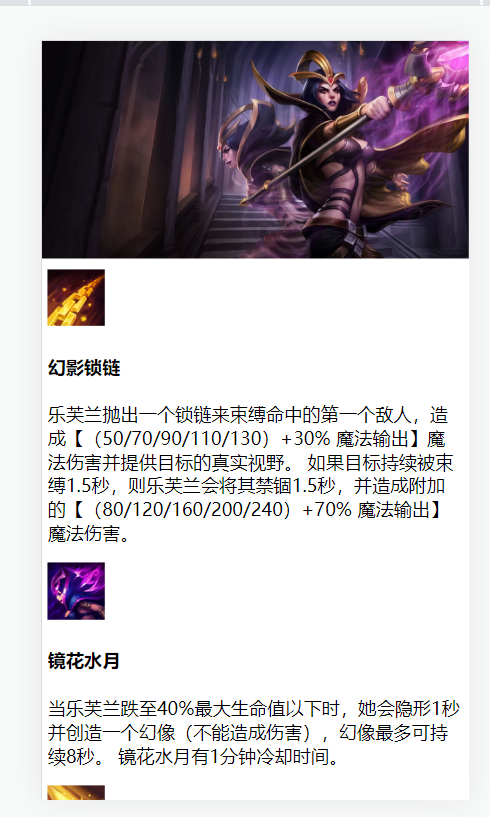 幻影锁链
乐芙兰抛出一个锁链来束缚命中的第一个敌人，造
成【（50/70/90/110/130）+30% 魔法输出】魔
法伤害并提供目标的真实视野。 如果目标持续被束
缚1.5秒，则乐芙兰会将其禁锢1.5秒，并造成附加
的【（80/120/160/200/240）+70% 魔法输出】
魔法伤害。
镜花水月
当乐芙兰跌至40%最大生命值以下时，她会隐形1秒
并创造一个幻像（不能造成伤害），幻像最多可持
续8秒。 镜花水月有1分钟冷却时间。